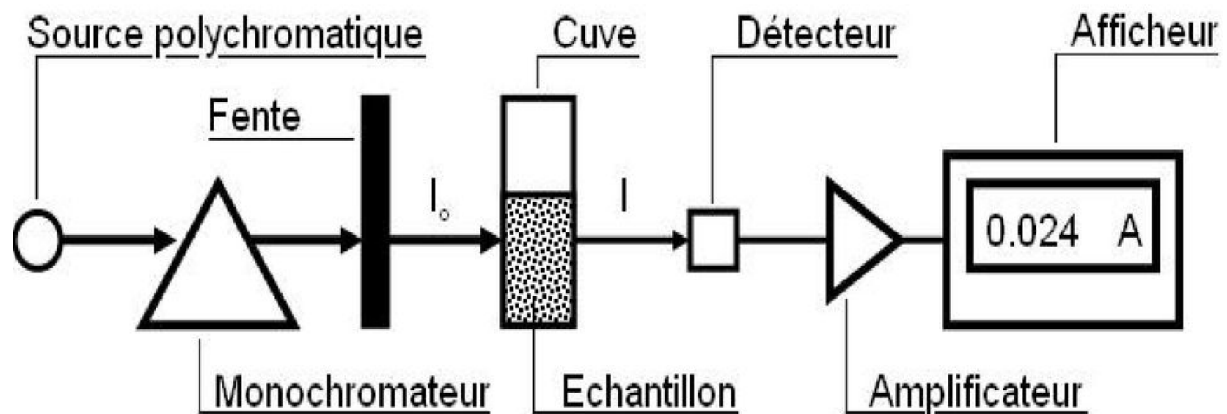 Source polychromatique
Cuve
Détecteur
Afficheur
Fente
I₀
I
0.024 A
Monochromateur
Echantillon
Amplificateur